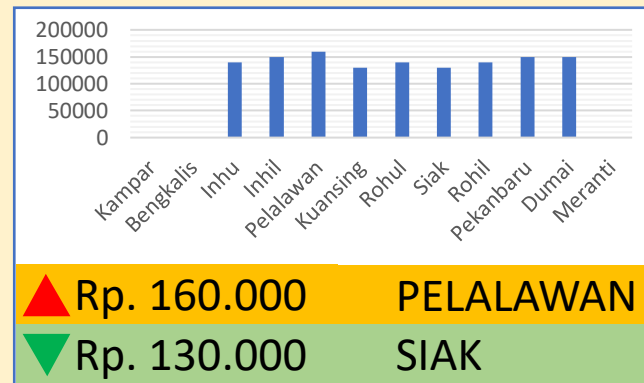 200000
150000
100000
50000
0
Kampar
Bengkalis
Inhu
Inhil
Pelalawan
Kuansing
Rohul
Siak
Rohil
Pekanbaru
Dumai
Meranti
Rp. 160.000 PELALAWAN
Rp. 130.000 SIAK